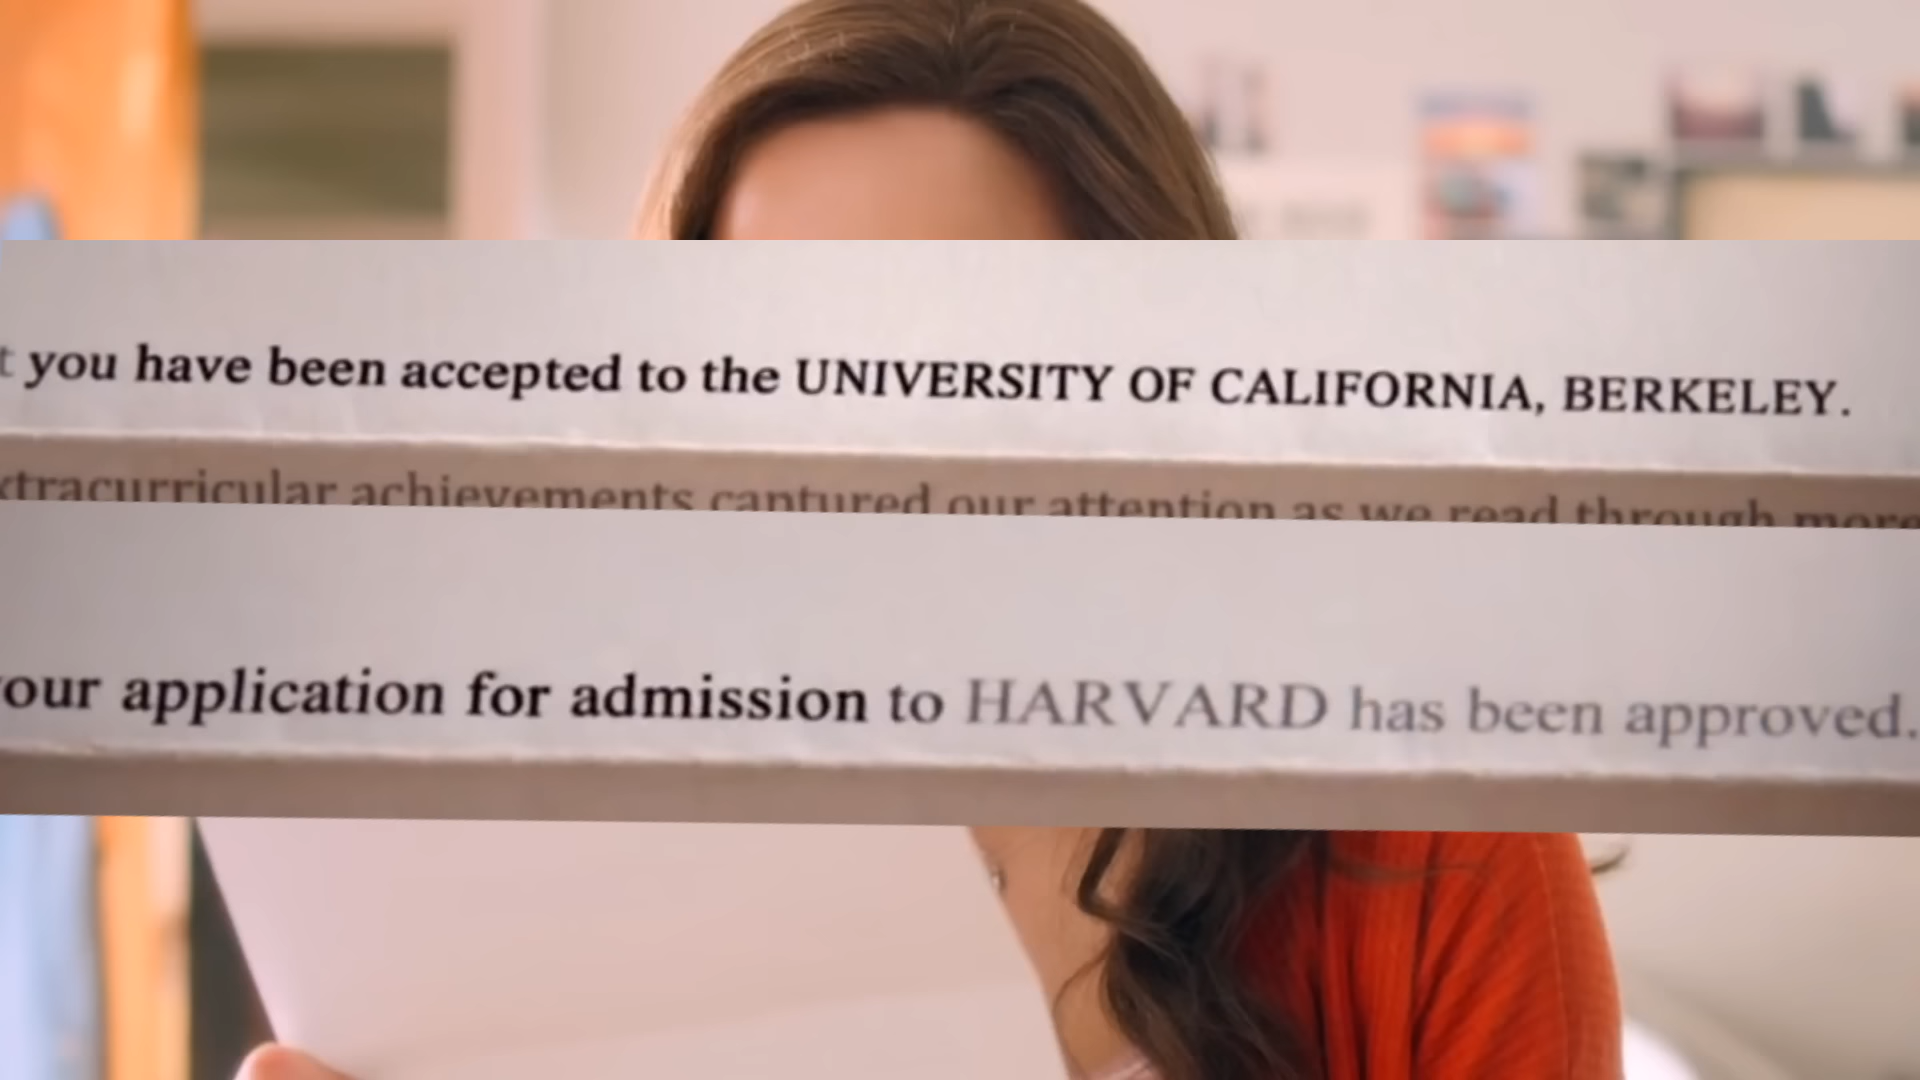 you have been accepted to the UNIVERSITY OF CALIFORNIA, BERKELEY.
achievements captured our attention as we read through more
application for admission to HARVARD has been approved.